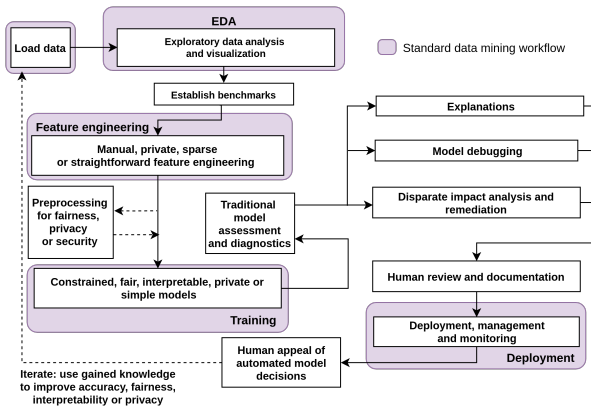 EDA
Load data
Exploratory data analysis
and visualization
Standard data mining workflow
Establish benchmarks
Explanations
Feature engineering
Manual, private, sparse
or straightforward feature engineering
Model debugging
Preprocessing
for fairness,
privacy
or security
Traditional
model
assessment
and diagnostics
Disparate impact analysis and
remediation
Constrained, fair, interpretable, private or
simple models
Training
Human review and documentation
Deployment, management
and monitoring
Deployment
Human appeal of
automated model
decisions
Iterate: use gained knowledge
to improve accuracy, fairness,
interpretability or privacy